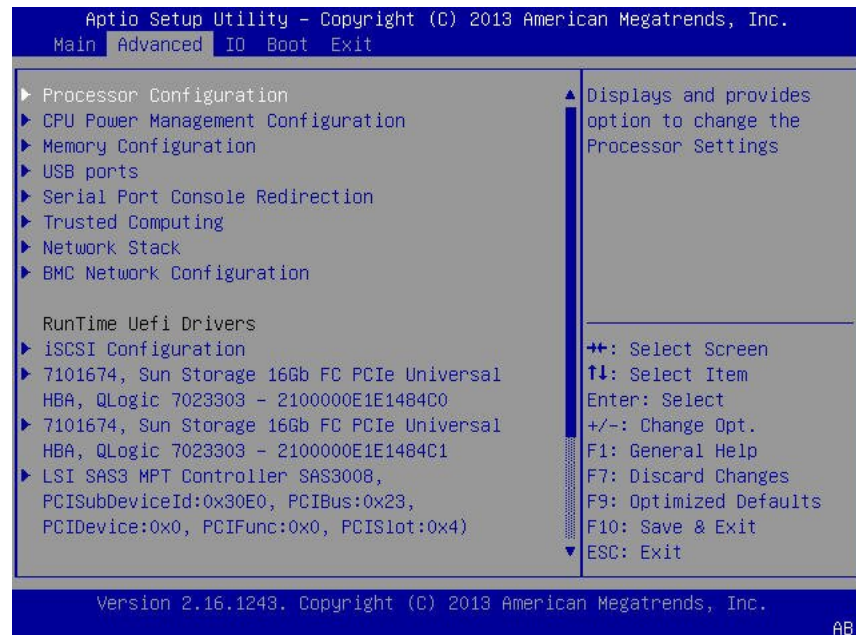 Aptio Setup Utility – Copyright (C) 2013 American Megatrends, Inc.
Main Advanced IO Boot Exit
Processor Configuration
CPU Power Management Configuration
Memory Configuration
USB ports
Serial Port Console Redirection
Trusted Computing
Network Stack
BMC Network Configuration
RunTime Uefi Drivers
iSCSI Configuration
7101674, Sun Storage 16Gb FC PCIe Universal
HBA, QLogic 7023303 – 2100000E1E1484C0
7101674, Sun Storage 16Gb FC PCIe Universal
HBA, QLogic 7023303 – 2100000E1E1484C1
LSI SAS3 MPT Controller SAS3008,
PCISubDeviceId:0x30E0, PCIBus:0x23,
PCIDevice:0x0, PCIFunc:0x0, PCISlot:0x4)
Displays and provides
option to change the
Processor Settings
→←: Select Screen
↑↓: Select Item
Enter: Select
+/-: Change Opt.
F1: General Help
F7: Discard Changes
F9: Optimized Defaults
F10: Save & Exit
ESC: Exit
Version 2.16.1243. Copyright (C) 2013 American Megatrends, Inc.
AB